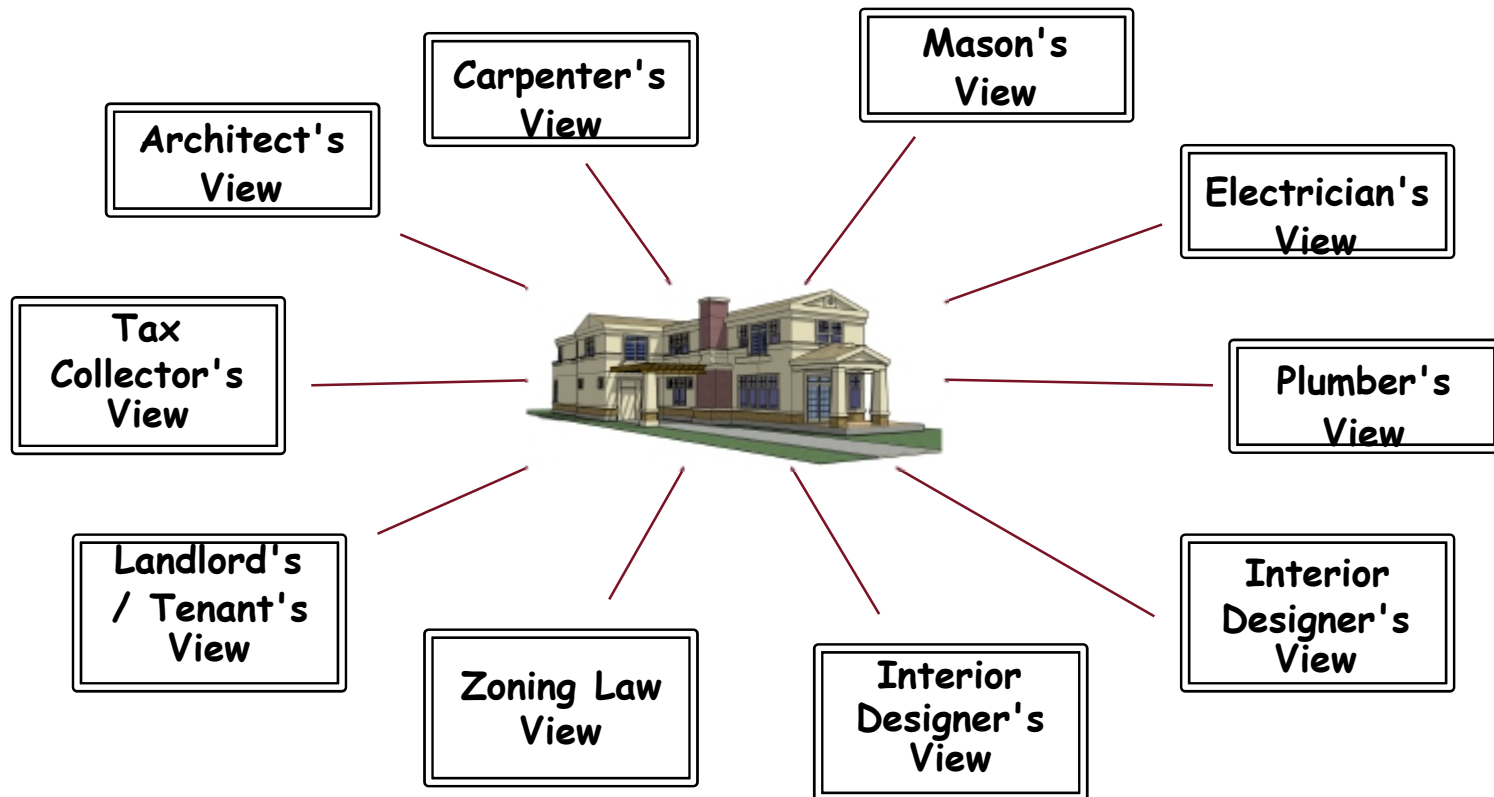 Mason's
View
Carpenter's
View
Architect's
View
Electrician's
View
Tax
Collector's
View
Plumber's
View
Landlord's
/ Tenant's
View
Interior
Designer's
View
Zoning Law
View
Interior
Designer's
View